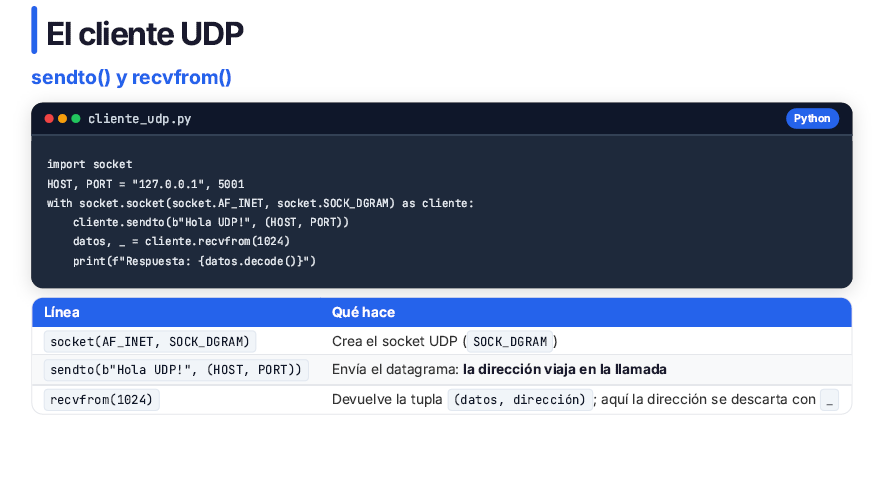 El cliente UDP
sendto() y recvfrom()
cliente_udp.py
Python
import socket
HOST, PORT = "127.0.0.1", 5001
with socket.socket(socket.AF_INET, socket.SOCK_DGRAM) as cliente:
    cliente.sendto(b"Hola UDP!", (HOST, PORT))
    datos, _ = cliente.recvfrom(1024)
    print(f"Respuesta: {datos.decode()}")
Línea Qué hace
socket(AF_INET, SOCK_DGRAM) Crea el socket UDP (SOCK_DGRAM)
sendto(b"Hola UDP!", (HOST, PORT)) Envía el datagrama: la dirección viaja en la llamada
recvfrom(1024) Devuelve la tupla (datos, dirección); aquí la dirección se descarta con _